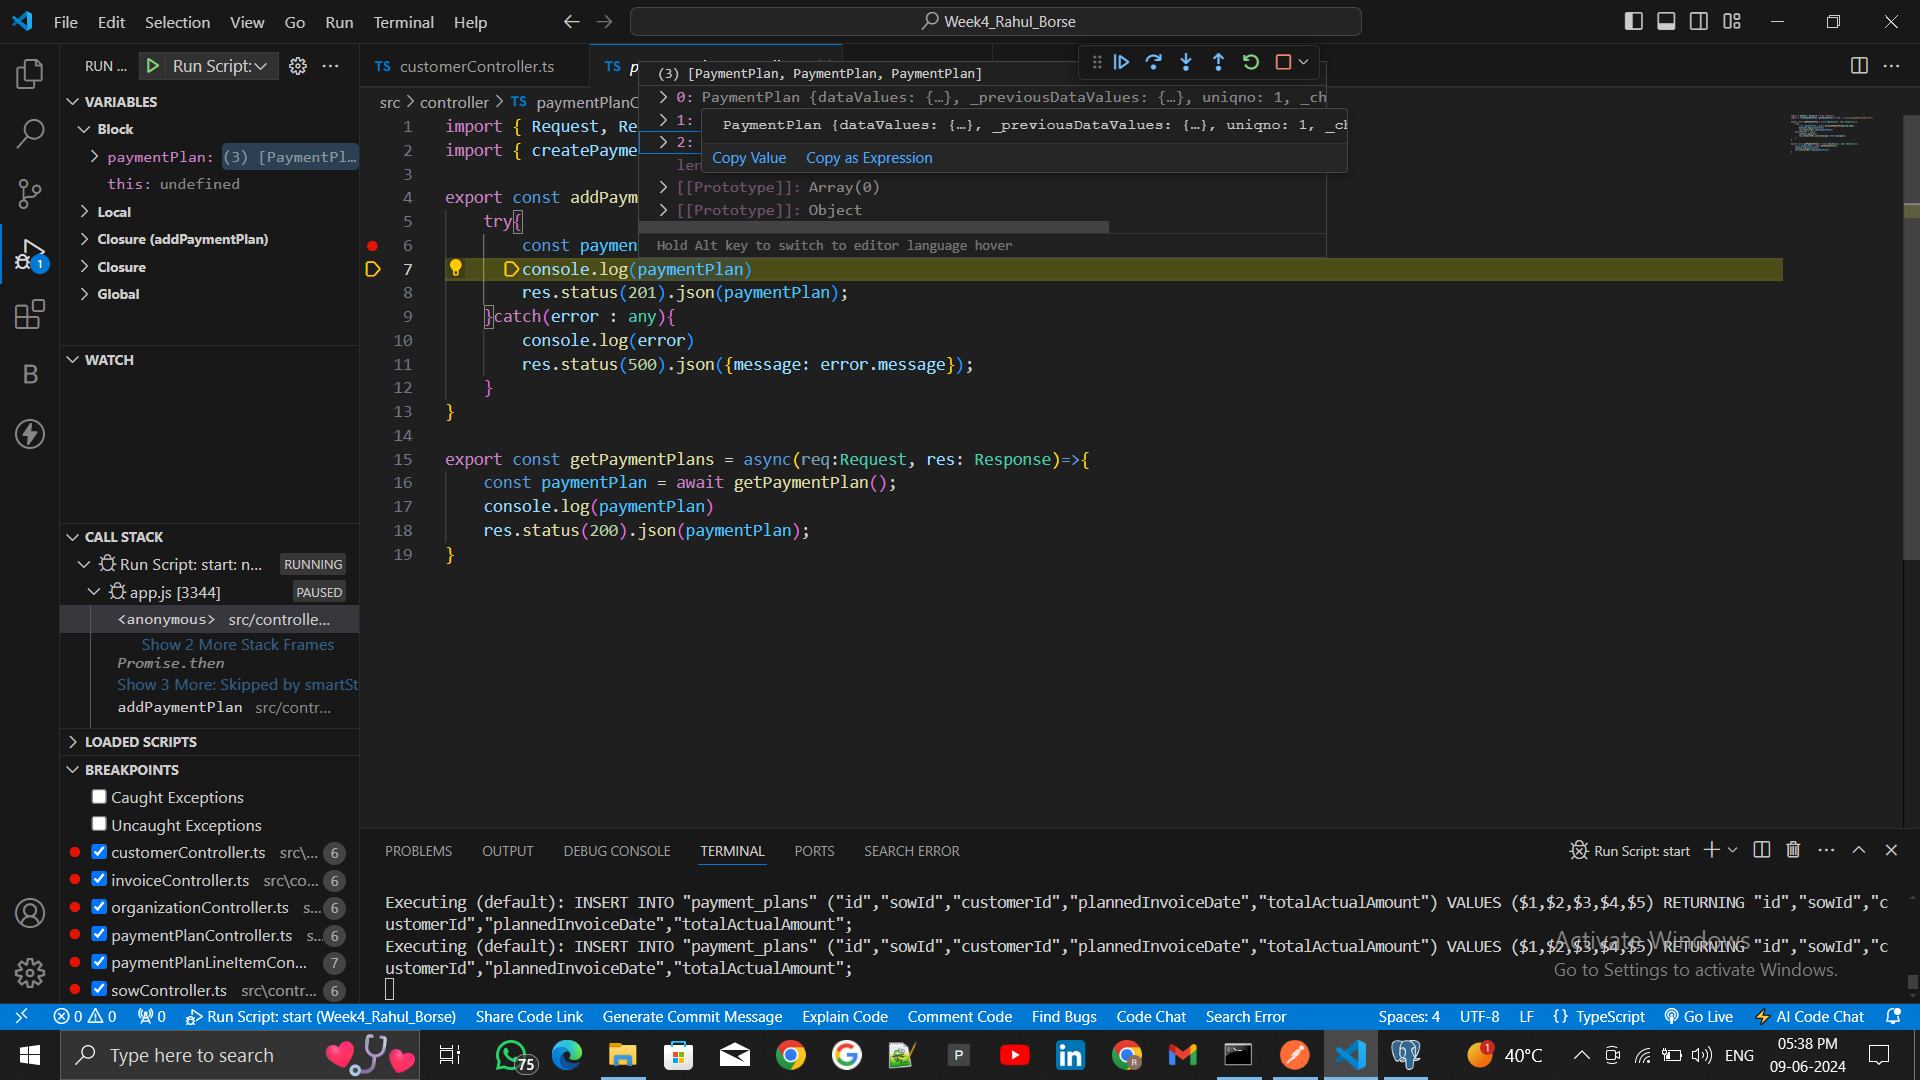 File Edit Selection View Go Run Terminal Help
Week4_Rahul_Borse
RUN ... Run Script:
customerController.ts
VARIABLES
Block
paymentPlan: (3) [PaymentPl...
this: undefined
Local
Closure (addPaymentPlan)
Closure
Global
WATCH
CALL STACK
Run Script: start: n... RUNNING
app.js [3344] PAUSED
<anonymous> src/controlle...
Show 2 More Stack Frames
Promise.then
Show 3 More: Skipped by smartSt
addPaymentPlan src/contr...
LOADED SCRIPTS
BREAKPOINTS
Caught Exceptions
Uncaught Exceptions
customerController.ts src\... 6
invoiceController.ts src\co... 6
organizationController.ts s... 6
paymentPlanController.ts s... 6
paymentPlanLineItemCon... 7
sowController.ts src\contr... 6
TS
TS p
src > controller > TS paymentPlanC
(3) [PaymentPlan, PaymentPlan, PaymentPlan]
0: PaymentPlan {dataValues: {…}, _previousDataValues: {…}, uniqno: 1, _ch
1:
PaymentPlan {dataValues: {…}, _previousDataValues: {…}, uniqno: 1, _ch
2:
Copy Value Copy as Expression
len
[[Prototype]]: Array(0)
[[Prototype]]: Object
Hold Alt key to switch to editor language hover
1 import { Request, Re
2 import { createPayme
3
4 export const addPaym
5 try{
6 const paymen
7 console.log(paymentPlan)
8 res.status(201).json(paymentPlan);
9 }catch(error : any){
10 console.log(error)
11 res.status(500).json({message: error.message});
12 }
13 }
14
15 export const getPaymentPlans = async(req:Request, res: Response)=>{
16 const paymentPlan = await getPaymentPlan();
17 console.log(paymentPlan)
18 res.status(200).json(paymentPlan);
19 }
PROBLEMS OUTPUT DEBUG CONSOLE TERMINAL PORTS SEARCH ERROR
Run Script: start
Executing (default): INSERT INTO "payment_plans" ("id","sowId","customerId","plannedInvoiceDate","totalActualAmount") VALUES ($1,$2,$3,$4,$5) RETURNING "id","sowId","c
ustomerId","plannedInvoiceDate","totalActualAmount";
Executing (default): INSERT INTO "payment_plans" ("id","sowId","customerId","plannedInvoiceDate","totalActualAmount") VALUES ($1,$2,$3,$4,$5) RETURNING "id","sowId","c
ustomerId","plannedInvoiceDate","totalActualAmount";
Activate Windows
Go to Settings to activate Windows.
0 0 0 Run Script: start (Week4_Rahul_Borse) Share Code Link Generate Commit Message Explain Code Comment Code Find Bugs Code Chat Search Error
Spaces: 4 UTF-8 LF {} TypeScript Go Live AI Code Chat
Type here to search
75
1 40°C ENG
05:38 PM
09-06-2024